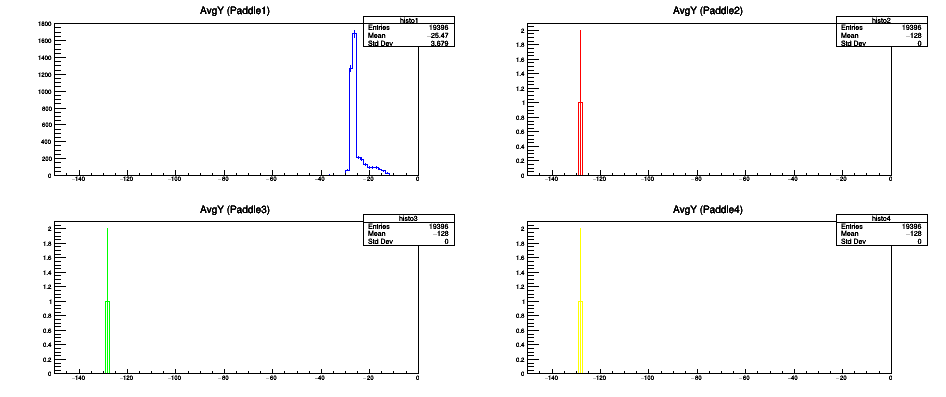 AvgY (Paddle1)
histo1
Entries 19396
Mean -25.47
Std Dev 3.679
1800
1600
1400
1200
1000
800
600
400
200
0
-140 -120 -100 -80 -60 -40 -20 0
AvgY (Paddle2)
histo2
Entries 19396
Mean -128
Std Dev 0
2
1.8
1.6
1.4
1.2
1
0.8
0.6
0.4
0.2
0
-140 -120 -100 -80 -60 -40 -20 0
AvgY (Paddle3)
histo3
Entries 19396
Mean -128
Std Dev 0
2
1.8
1.6
1.4
1.2
1
0.8
0.6
0.4
0.2
0
-140 -120 -100 -80 -60 -40 -20 0
AvgY (Paddle4)
histo4
Entries 19396
Mean -128
Std Dev 0
2
1.8
1.6
1.4
1.2
1
0.8
0.6
0.4
0.2
0
-140 -120 -100 -80 -60 -40 -20 0